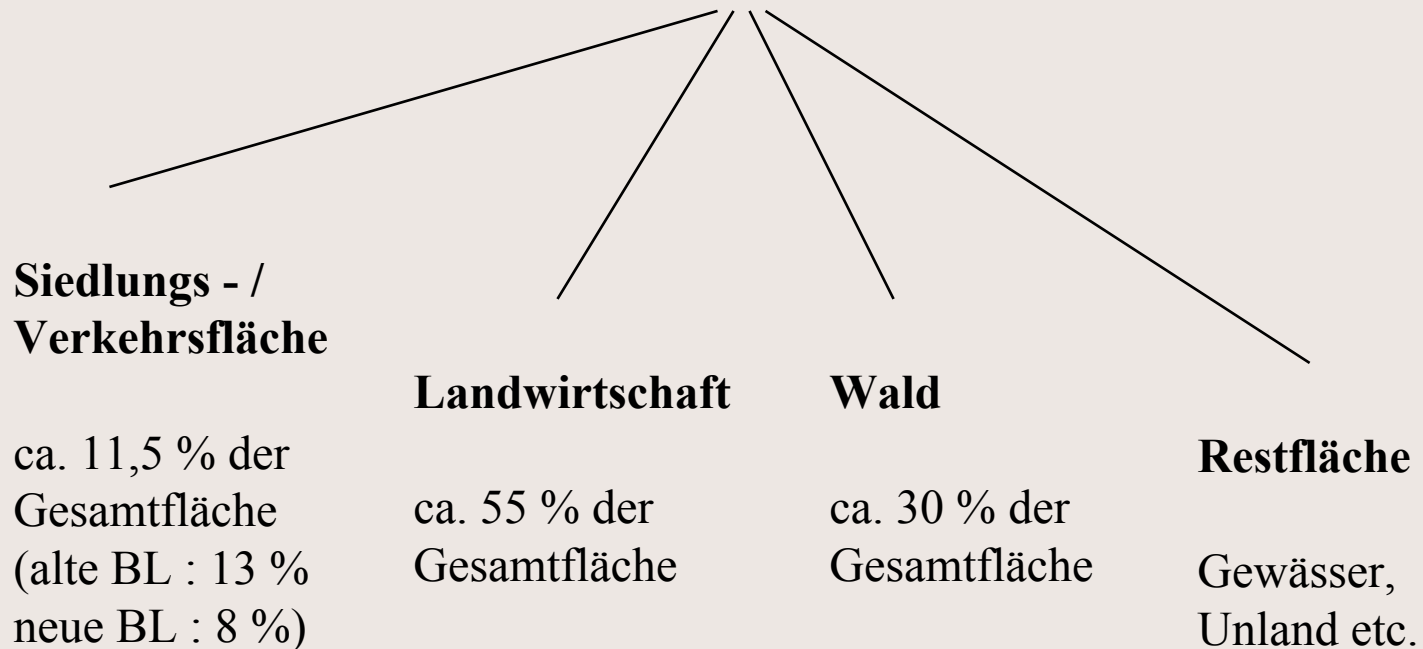 Siedlungs - /
Verkehrsfläche
ca. 11,5 % der
Gesamtfläche
(alte BL : 13 %
neue BL : 8 %)
Landwirtschaft
ca. 55 % der
Gesamtfläche
Wald
ca. 30 % der
Gesamtfläche
Restfläche
Gewässer,
Unland etc.